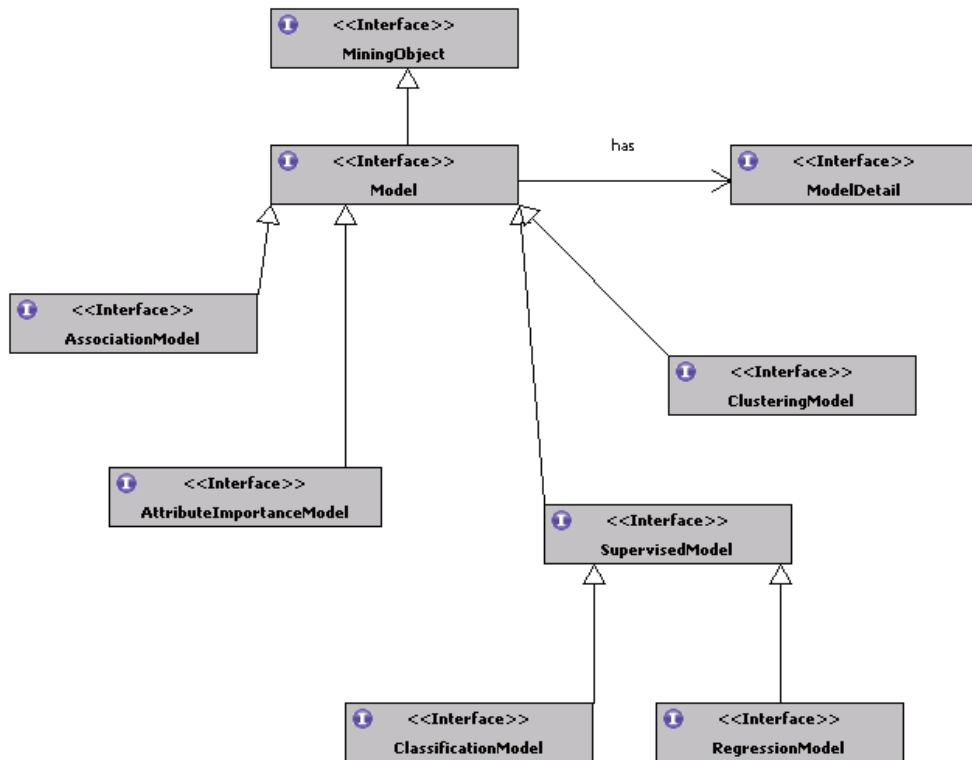 I <<Interface>>
MiningObject
has
I <<Interface>>
Model
I <<Interface>>
ModelDetail
I <<Interface>>
AssociationModel
I <<Interface>>
ClusteringModel
I <<Interface>>
AttributeImportanceModel
I <<Interface>>
SupervisedModel
I <<Interface>>
ClassificationModel
I <<Interface>>
RegressionModel